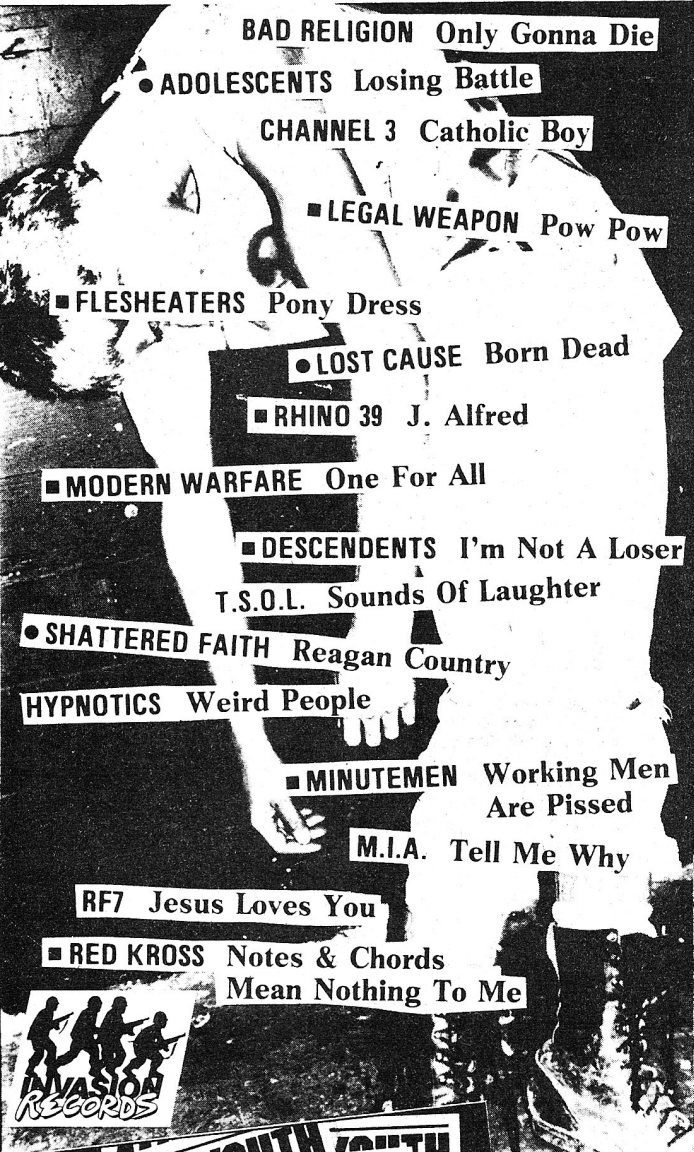 BAD RELIGION Only Gonna Die
● ADOLESCENTS Losing Battle
CHANNEL 3 Catholic Boy
■ LEGAL WEAPON Pow Pow
■ FLESHEATERS Pony Dress
● LOST CAUSE Born Dead
■ RHINO 39 J. Alfred
■ MODERN WARFARE One For All
■ DESCENDENTS I'm Not A Loser
T.S.O.L. Sounds Of Laughter
● SHATTERED FAITH Reagan Country
HYPNOTICS Weird People
■ MINUTEMEN Working Men
Are Pissed
M.I.A. Tell Me Why
RF7 Jesus Loves You
■ RED KROSS Notes & Chords
Mean Nothing To Me
INVASION
RECORDS
YOUTH